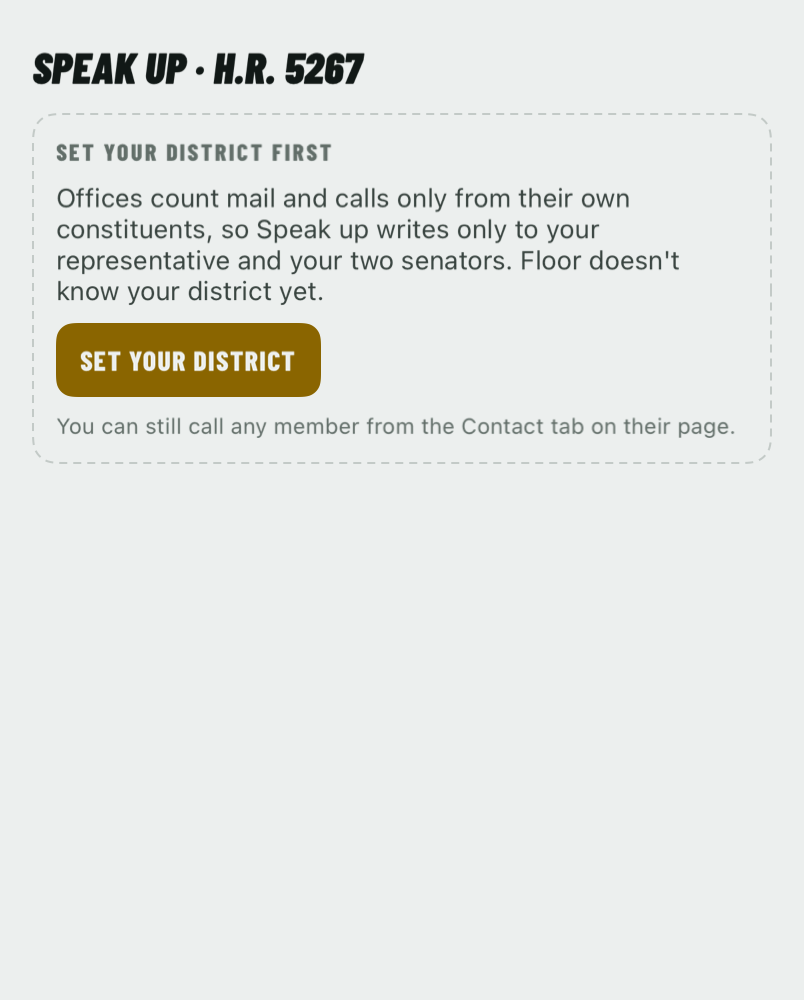 SPEAK UP · H.R. 5267
SET YOUR DISTRICT FIRST
Offices count mail and calls only from their own
constituents, so Speak up writes only to your
representative and your two senators. Floor doesn't
know your district yet.
SET YOUR DISTRICT
You can still call any member from the Contact tab on their page.